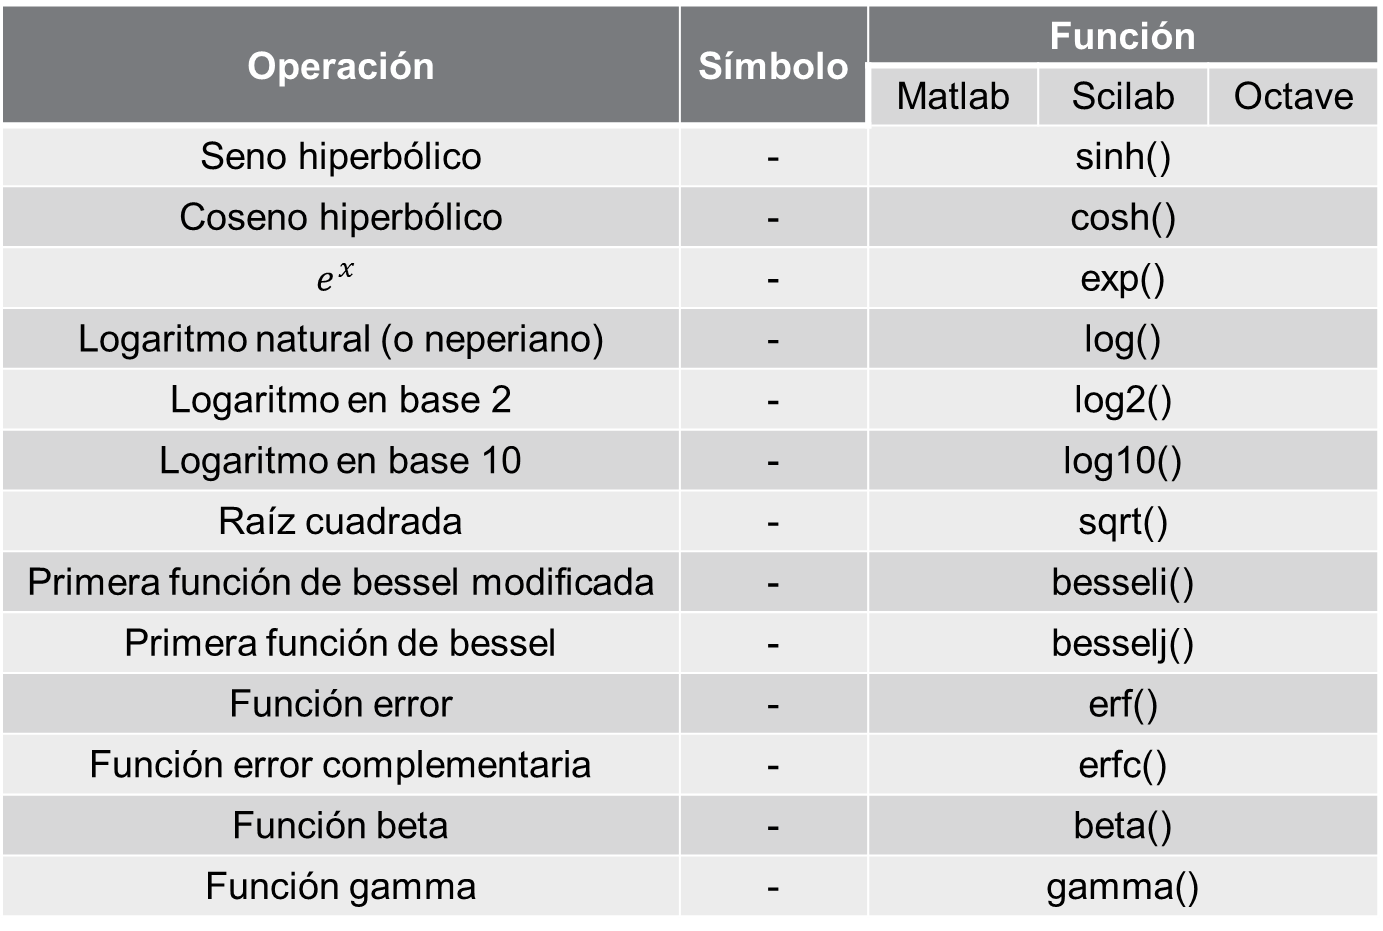 Operación Símbolo Función
Matlab Scilab Octave
Seno hiperbólico - sinh()
Coseno hiperbólico - cosh()
e^x - exp()
Logaritmo natural (o neperiano) - log()
Logaritmo en base 2 - log2()
Logaritmo en base 10 - log10()
Raíz cuadrada - sqrt()
Primera función de bessel modificada - besseli()
Primera función de bessel - besselj()
Función error - erf()
Función error complementaria - erfc()
Función beta - beta()
Función gamma - gamma()